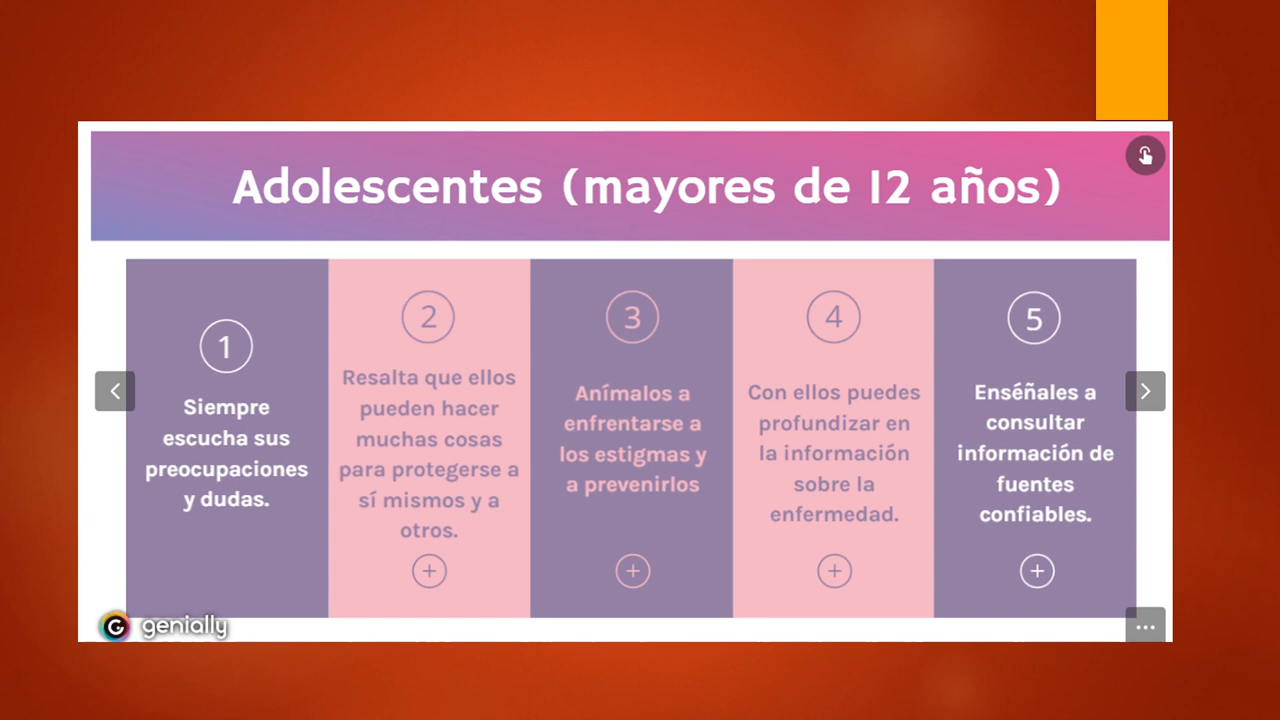 Adolescentes (mayores de 12 años)
1
Siempre
escucha sus
preocupaciones
y dudas.
2
Resalta que ellos
pueden hacer
muchas cosas
para protegerse a
sí mismos y a
otros.
3
Anímalos a
enfrentarse a
los estigmas y
a prevenirlos
4
Con ellos puedes
profundizar en
la información
sobre la
enfermedad.
5
Enséñales a
consultar
información de
fuentes
confiables.
genially